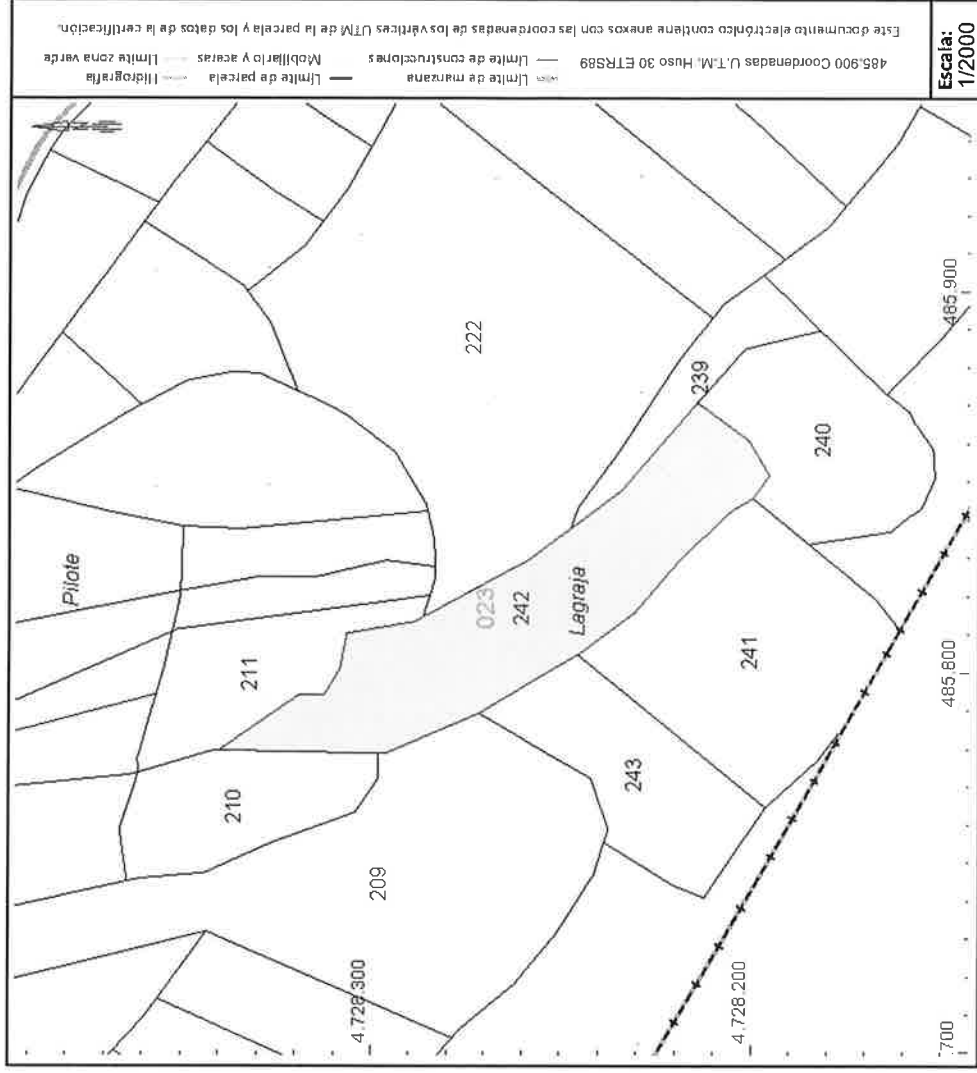 Pilote
222
211
210
023
242
Lagraja
239
209
240
243
241
4.728.300
4.728.200
485.900
485.800
.700
Escala:
1/2000
485.900 Coordenadas U.T.M. Huso 30 ETRS89
Límite de manzana
Límite de construcciones
Límite de parcela
Mobiliario y aceras
Límite zona verde
Hidrografía
Este documento electrónico contiene anexos con las coordenadas de los vértices UTM de la parcela y los datos de la certificación.